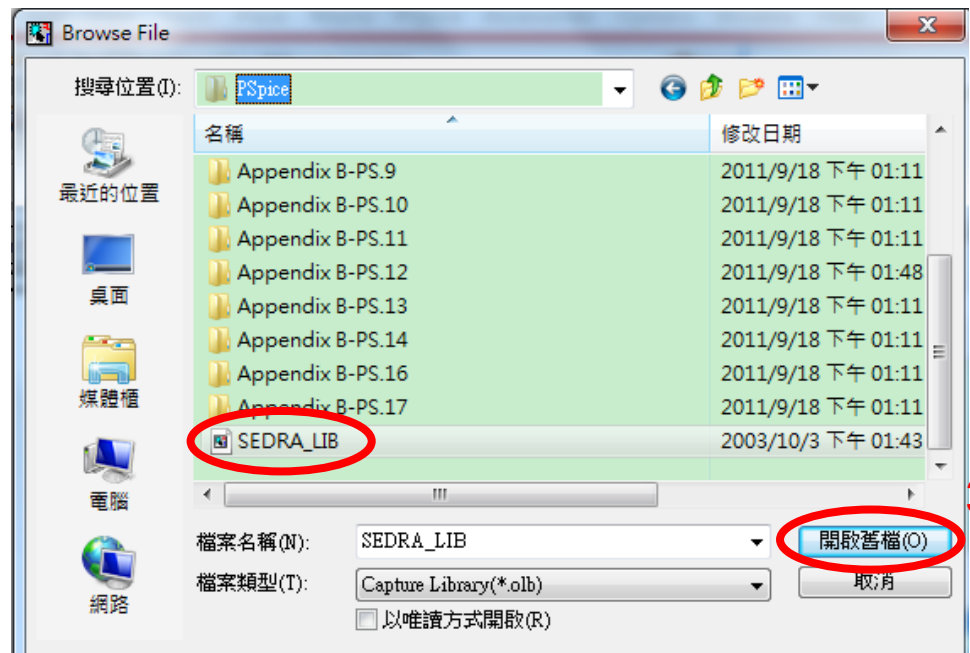 Browse File
搜尋位置(I): PSpice
名稱 修改日期
Appendix B-PS.9 2011/9/18 下午 01:11
Appendix B-PS.10 2011/9/18 下午 01:11
Appendix B-PS.11 2011/9/18 下午 01:11
Appendix B-PS.12 2011/9/18 下午 01:48
Appendix B-PS.13 2011/9/18 下午 01:11
Appendix B-PS.14 2011/9/18 下午 01:11
Appendix B-PS.16 2011/9/18 下午 01:11
Appendix B-PS.17 2011/9/18 下午 01:11
SEDRA_LIB 2003/10/3 下午 01:43
最近的位置
桌面
媒體櫃
電腦
網路
檔案名稱(N): SEDRA_LIB 開啟舊檔(O)
檔案類型(T): Capture Library(*.olb) 取消
以唯讀方式開啟(R)